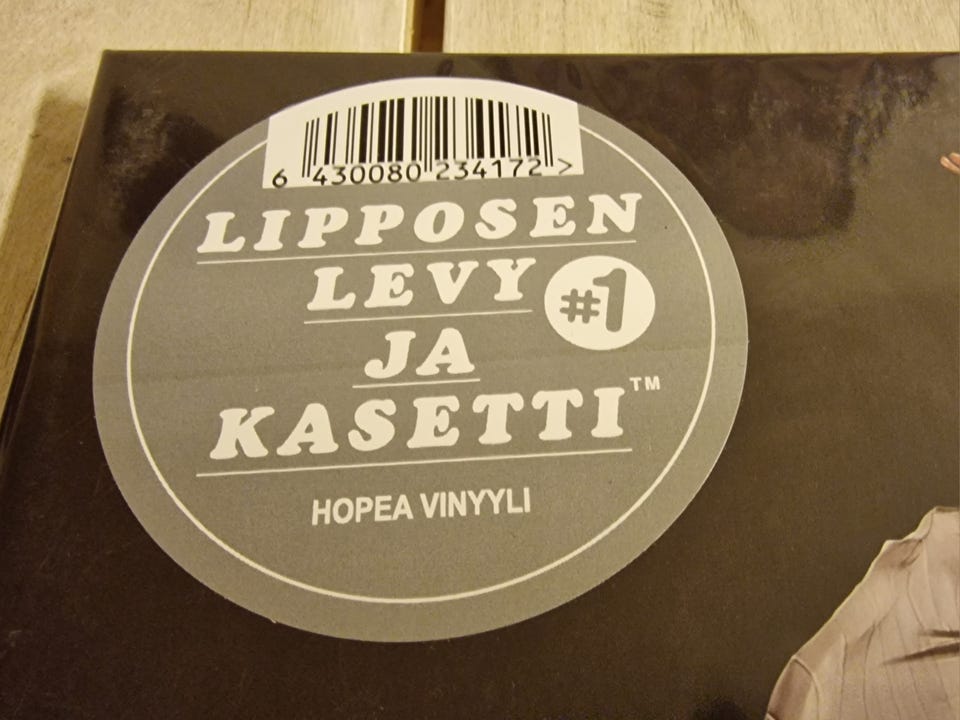 6 430080 234172 >
LIPPOSEN
LEVY #1
JA
KASETTI™
HOPEA VINYYLI